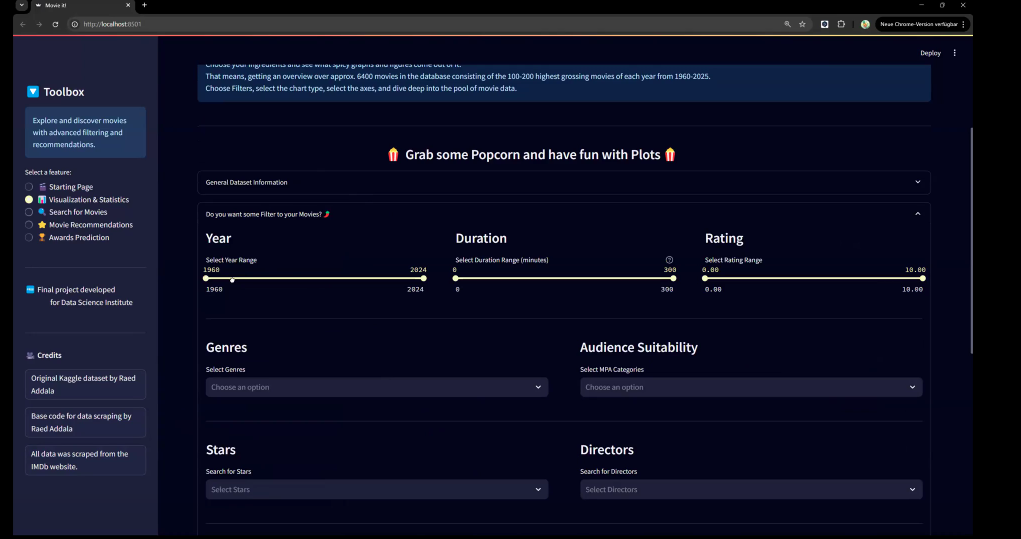 Movie it!
http://localhost:8501
Neue Chrome-Version verfügbar
Deploy
Toolbox
Explore and discover movies
with advanced filtering and
recommendations.
Select a feature:
Starting Page
Visualization & Statistics
Search for Movies
Movie Recommendations
Awards Prediction
Final project developed
for Data Science Institute
Credits
Original Kaggle dataset by Raed
Addala
Base code for data scraping by
Raed Addala
All data was scraped from the
IMDb website.
Choose your ingredients and see what spicy graphs and figures come out of it.
That means, getting an overview over approx. 6400 movies in the database consisting of the 100-200 highest grossing movies of each year from 1960-2025.
Choose Filters, select the chart type, select the axes, and dive deep into the pool of movie data.
Grab some Popcorn and have fun with Plots
General Dataset Information
Do you want some Filter to your Movies?
Year
Select Year Range
1960 2024
1960 2024
Duration
Select Duration Range (minutes)
0 300
0 300
Rating
Select Rating Range
0.00 10.00
0.00 10.00
Genres
Select Genres
Choose an option
Audience Suitability
Select MPA Categories
Choose an option
Stars
Search for Stars
Select Stars
Directors
Search for Directors
Select Directors